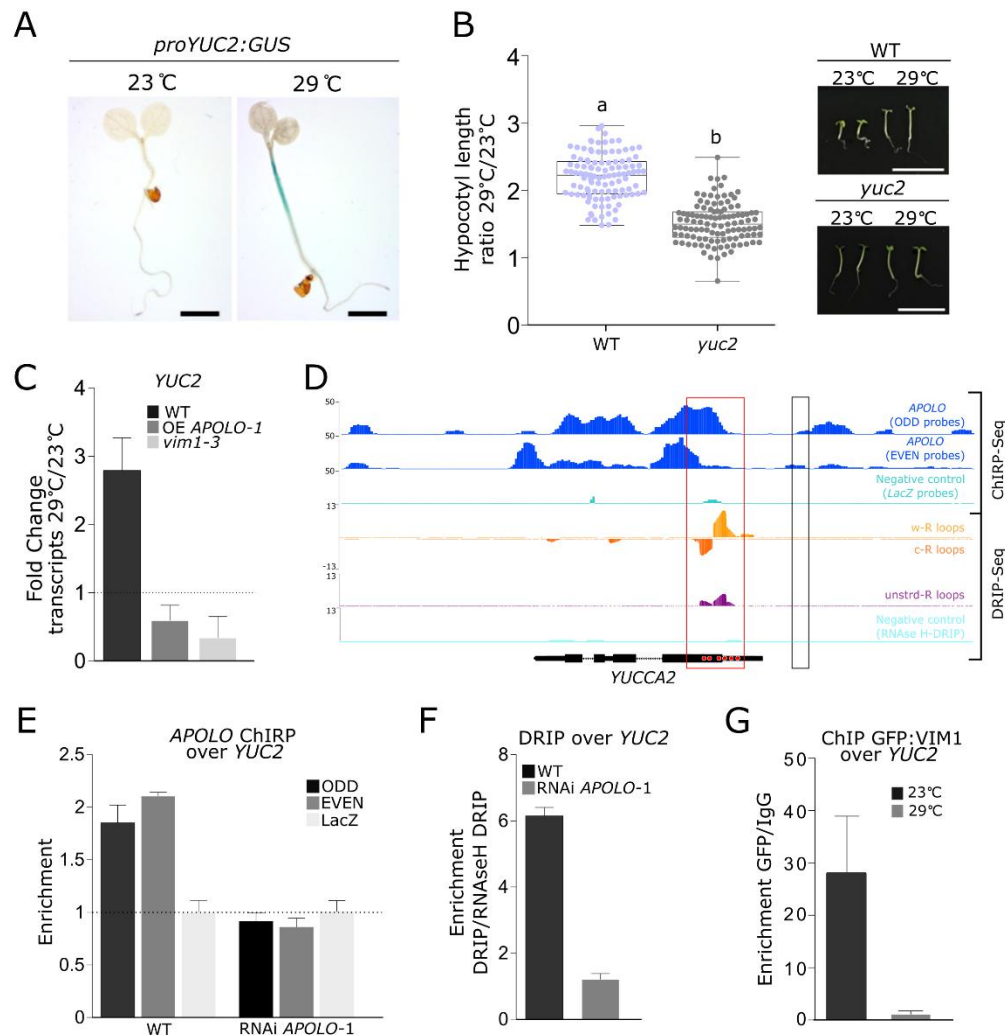 A
proYUC2:GUS
23 ℃
29 ℃
B
Hypocotyl length
ratio 29°C/23℃
4
3
2
1
0
a
b
WT
yuc2
WT
23℃
29℃
yuc2
23℃
29℃
C
YUC2
Fold Change
transcripts 29℃/23℃
4
3
2
1
0
WT
OE APOLO-1
vim1-3
D
50-
50-
50-
13-
-13-
13
13-
APOLO
(ODD probes)
APOLO
(EVEN probes)
Negative control
(LacZ probes)
w-R loops
c-R loops
unstrd-R loops
Negative control
(RNAse H-DRIP)
ChIRP-Seq
DRIP-Seq
YUCCA2
E
APOLO ChIRP
over YUC2
Enrichment
2.5
2
1.5
1
0.5
0
ODD
EVEN
LacZ
WT
RNAi APOLO-1
F
DRIP over YUC2
WT
RNAi APOLO-1
Enrichment
DRIP/RNAseH DRIP
8
6
4
2
0
G
ChIP GFP:VIM1
over YUC2
23℃
29℃
Enrichment GFP/IgG
50
40
30
20
10
0